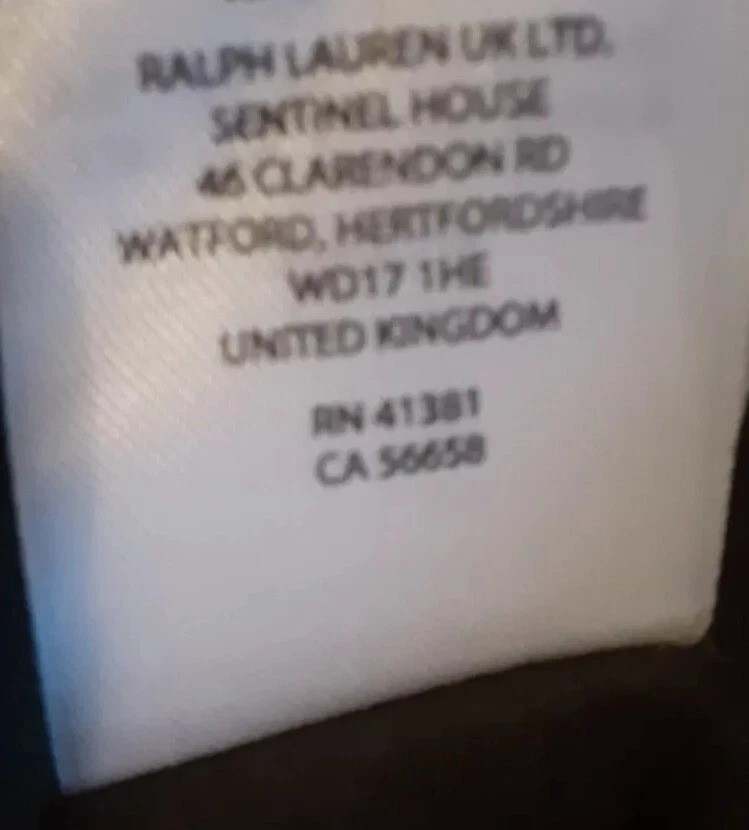 RALPH LAUREN UK LTD.
SENTINEL HOUSE
46 CLARENDON RD
WATFORD, HERTFORDSHIRE
WD17 1HE
UNITED KINGDOM
RN 41381
CA 56658